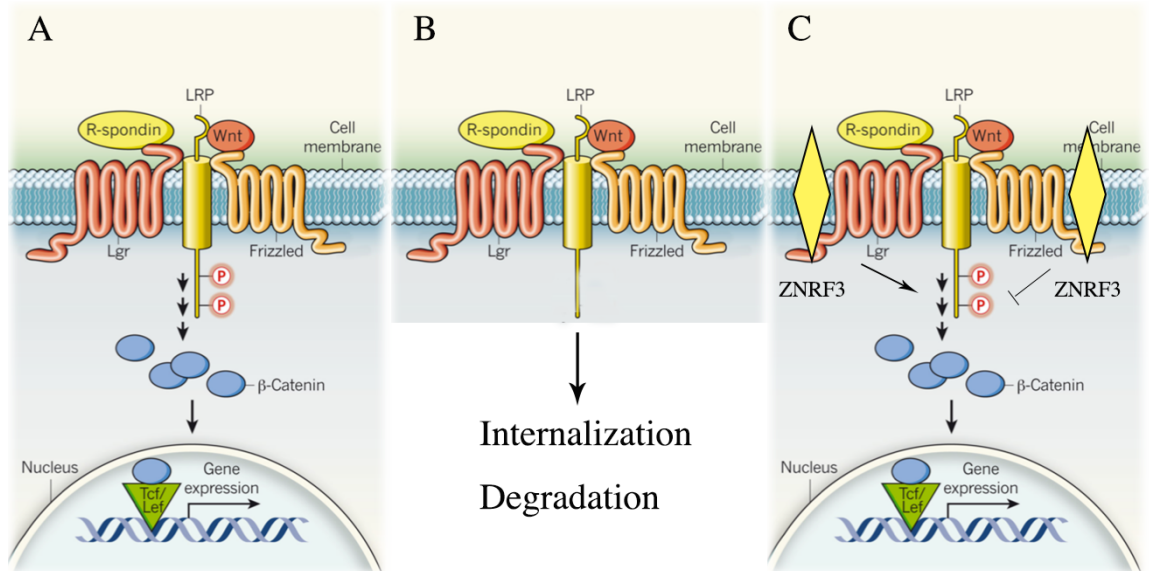 A
LRP
R-spondin
Wnt
Cell
membrane
Lgr
Frizzled
P
P
β-Catenin
Nucleus
Gene
expression
Tcf/
Lef
B
LRP
R-spondin
Wnt
Cell
membrane
Lgr
Frizzled
Internalization
Degradation
C
LRP
R-spondin
Wnt
Cell
membrane
Lgr
Frizzled
ZNRF3
P
ZNRF3
P
β-Catenin
Nucleus
Gene
expression
Tcf/
Lef